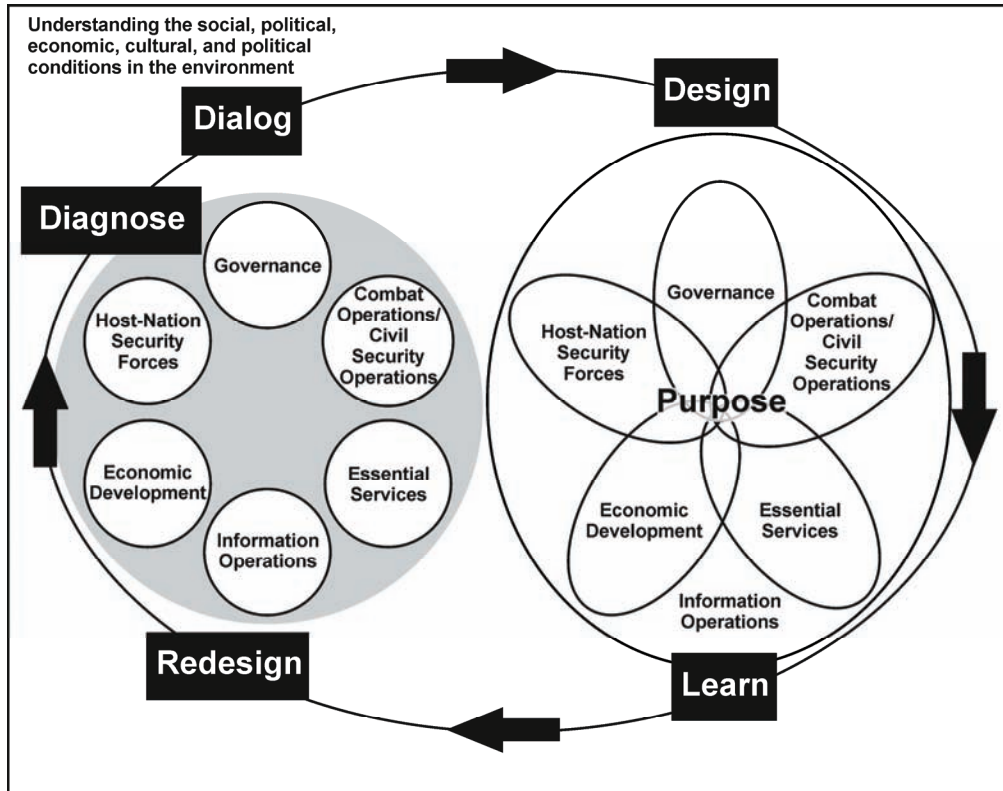 Understanding the social, political,
economic, cultural, and political
conditions in the environment
Dialog
Design
Diagnose
Governance
Host-Nation
Security
Forces
Combat
Operations/
Civil
Security
Operations
Economic
Development
Essential
Services
Information
Operations
Governance
Host-Nation
Security
Forces
Combat
Operations/
Civil
Security
Operations
Purpose
Economic
Development
Essential
Services
Information
Operations
Redesign
Learn